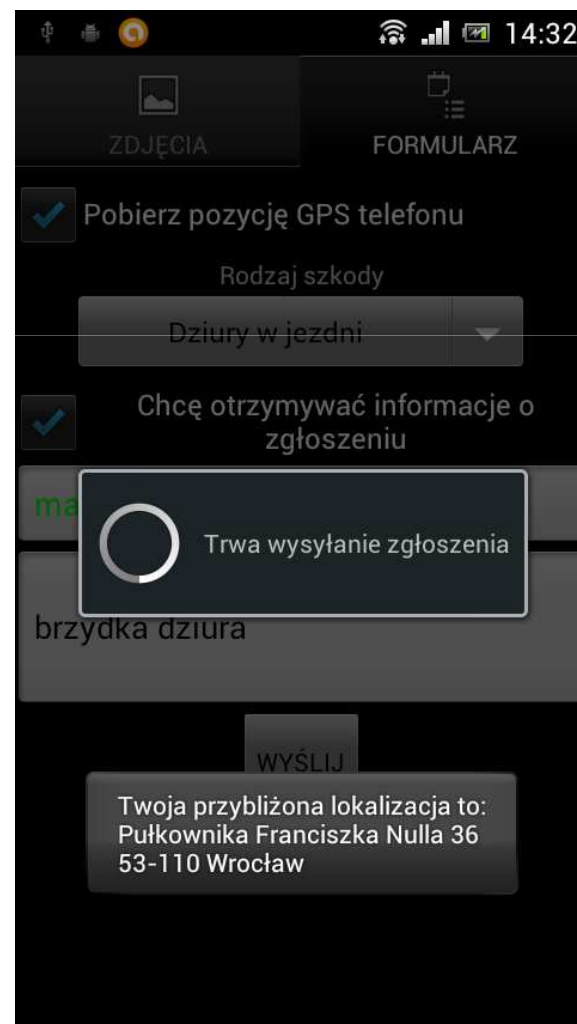 14:32
ZDJĘCIA
FORMULARZ
Pobierz pozycję GPS telefonu
Rodzaj szkody
Dziury w jezdni
Chcę otrzymywać informacje o
zgłoszeniu
ma
Trwa wysyłanie zgłoszenia
brzydka dziura
WYŚLIJ
Twoja przybliżona lokalizacja to:
Pułkownika Franciszka Nulla 36
53-110 Wrocław